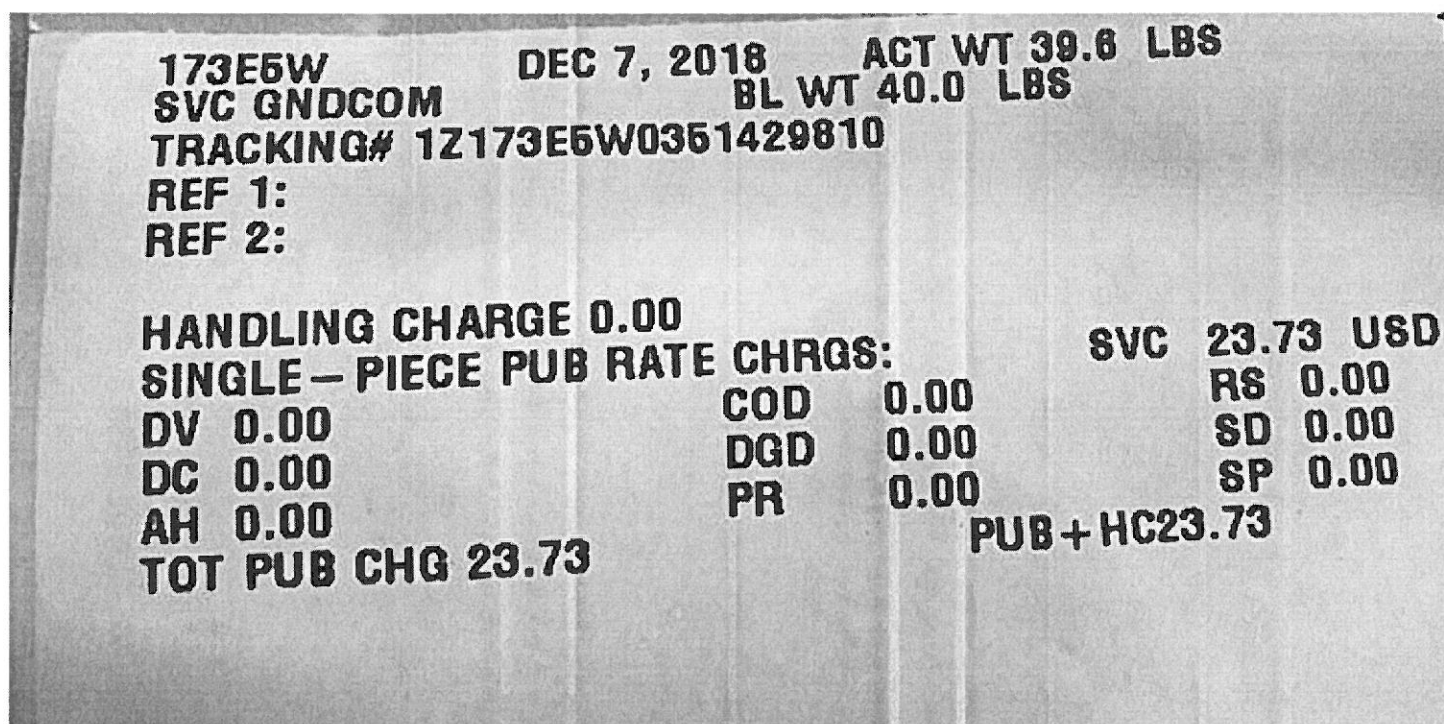 173E5W DEC 7, 2018 ACT WT 39.6 LBS
SVC GNDCOM BL WT 40.0 LBS
TRACKING# 1Z173E5W0351429810
REF 1:
REF 2:
HANDLING CHARGE 0.00
SINGLE-PIECE PUB RATE CHRGS: SVC 23.73 USD
DV 0.00 COD 0.00 RS 0.00
DC 0.00 DGD 0.00 SD 0.00
AH 0.00 PR 0.00 SP 0.00
TOT PUB CHG 23.73 PUB+HC23.73